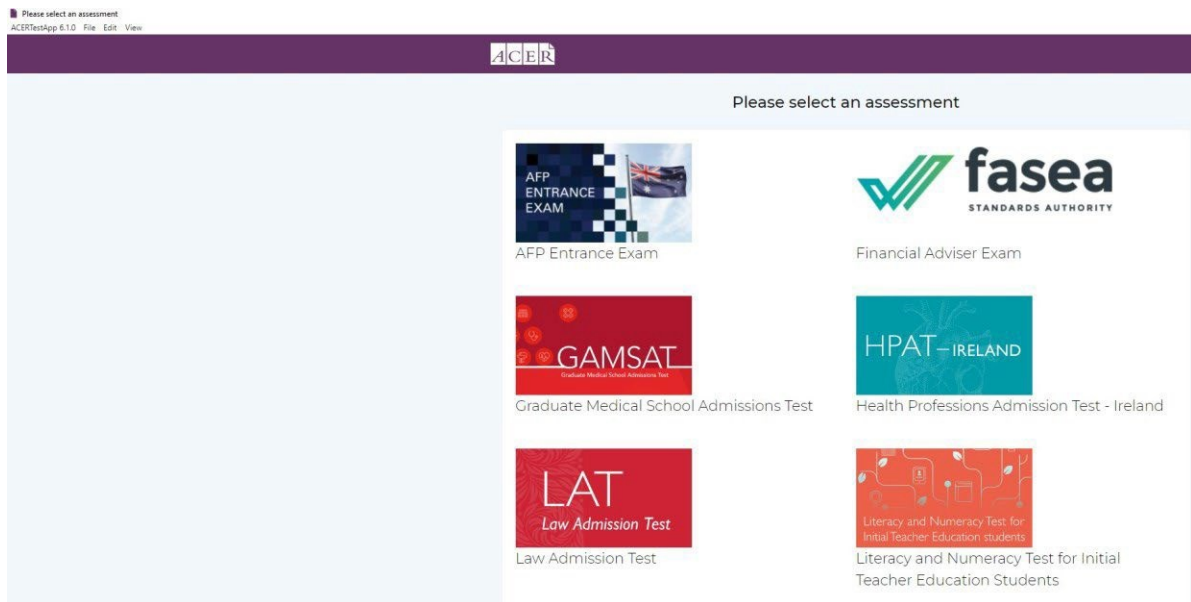 Please select an assessment
ACERTestApp 6.1.0 File Edit View
ACER
Please select an assessment
AFP
ENTRANCE
EXAM
AFP Entrance Exam
fasea
STANDARDS AUTHORITY
Financial Adviser Exam
GAMSAT
Graduate Medical School Admissions Test
Graduate Medical School Admissions Test
HPAT–IRELAND
Health Professions Admission Test - Ireland
LAT
Law Admission Test
Law Admission Test
Literacy and Numeracy Test for
Initial Teacher Education students
Literacy and Numeracy Test for Initial
Teacher Education Students